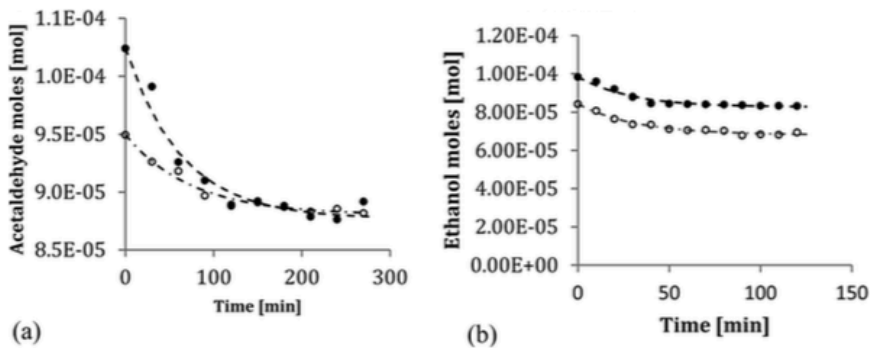 Acetaldehyde moles [mol]
1.1E-04
1.0E-04
9.5E-05
9.0E-05
8.5E-05
0
100
200
300
Time [min]
(a)
Ethanol moles [mol]
1.20E-04
1.00E-04
8.00E-05
6.00E-05
4.00E-05
2.00E-05
0.00E+00
0
50
100
150
Time [min]
(b)